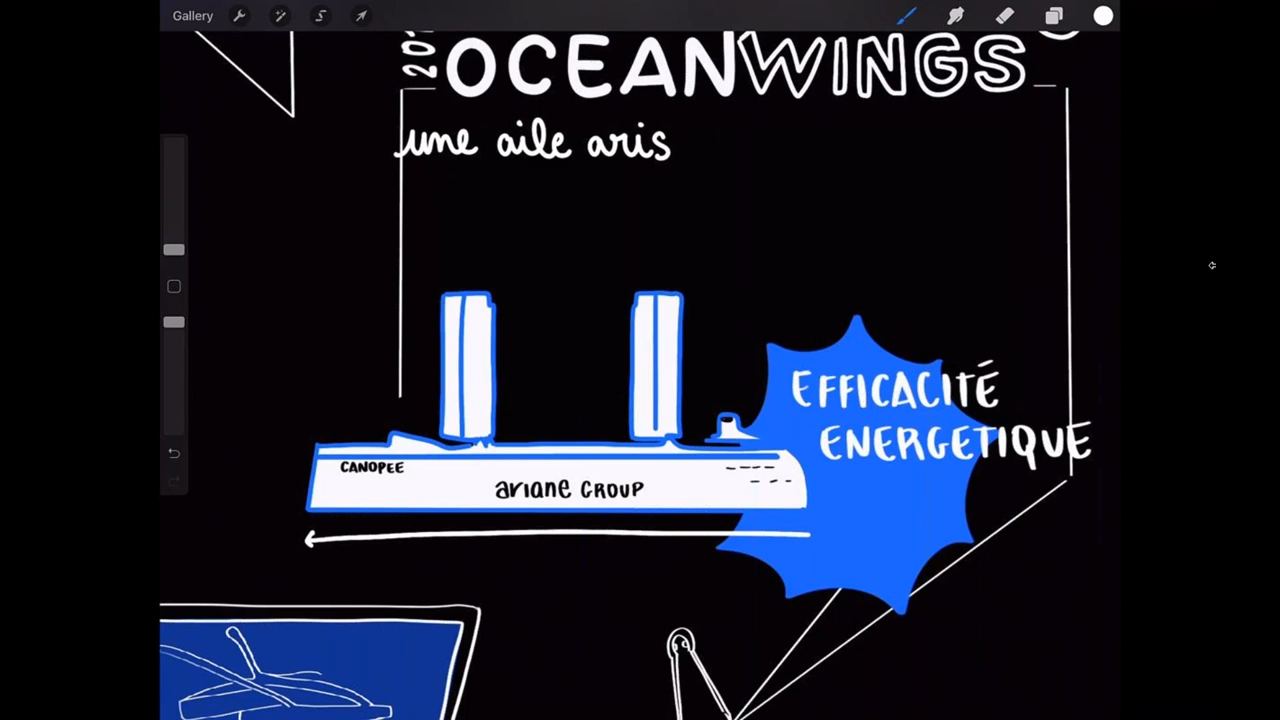 Gallery
OCEANWINGS
une aile aris
EFFICACITÉ
ENERGETIQUE
CANOPEE
ariane GROUP